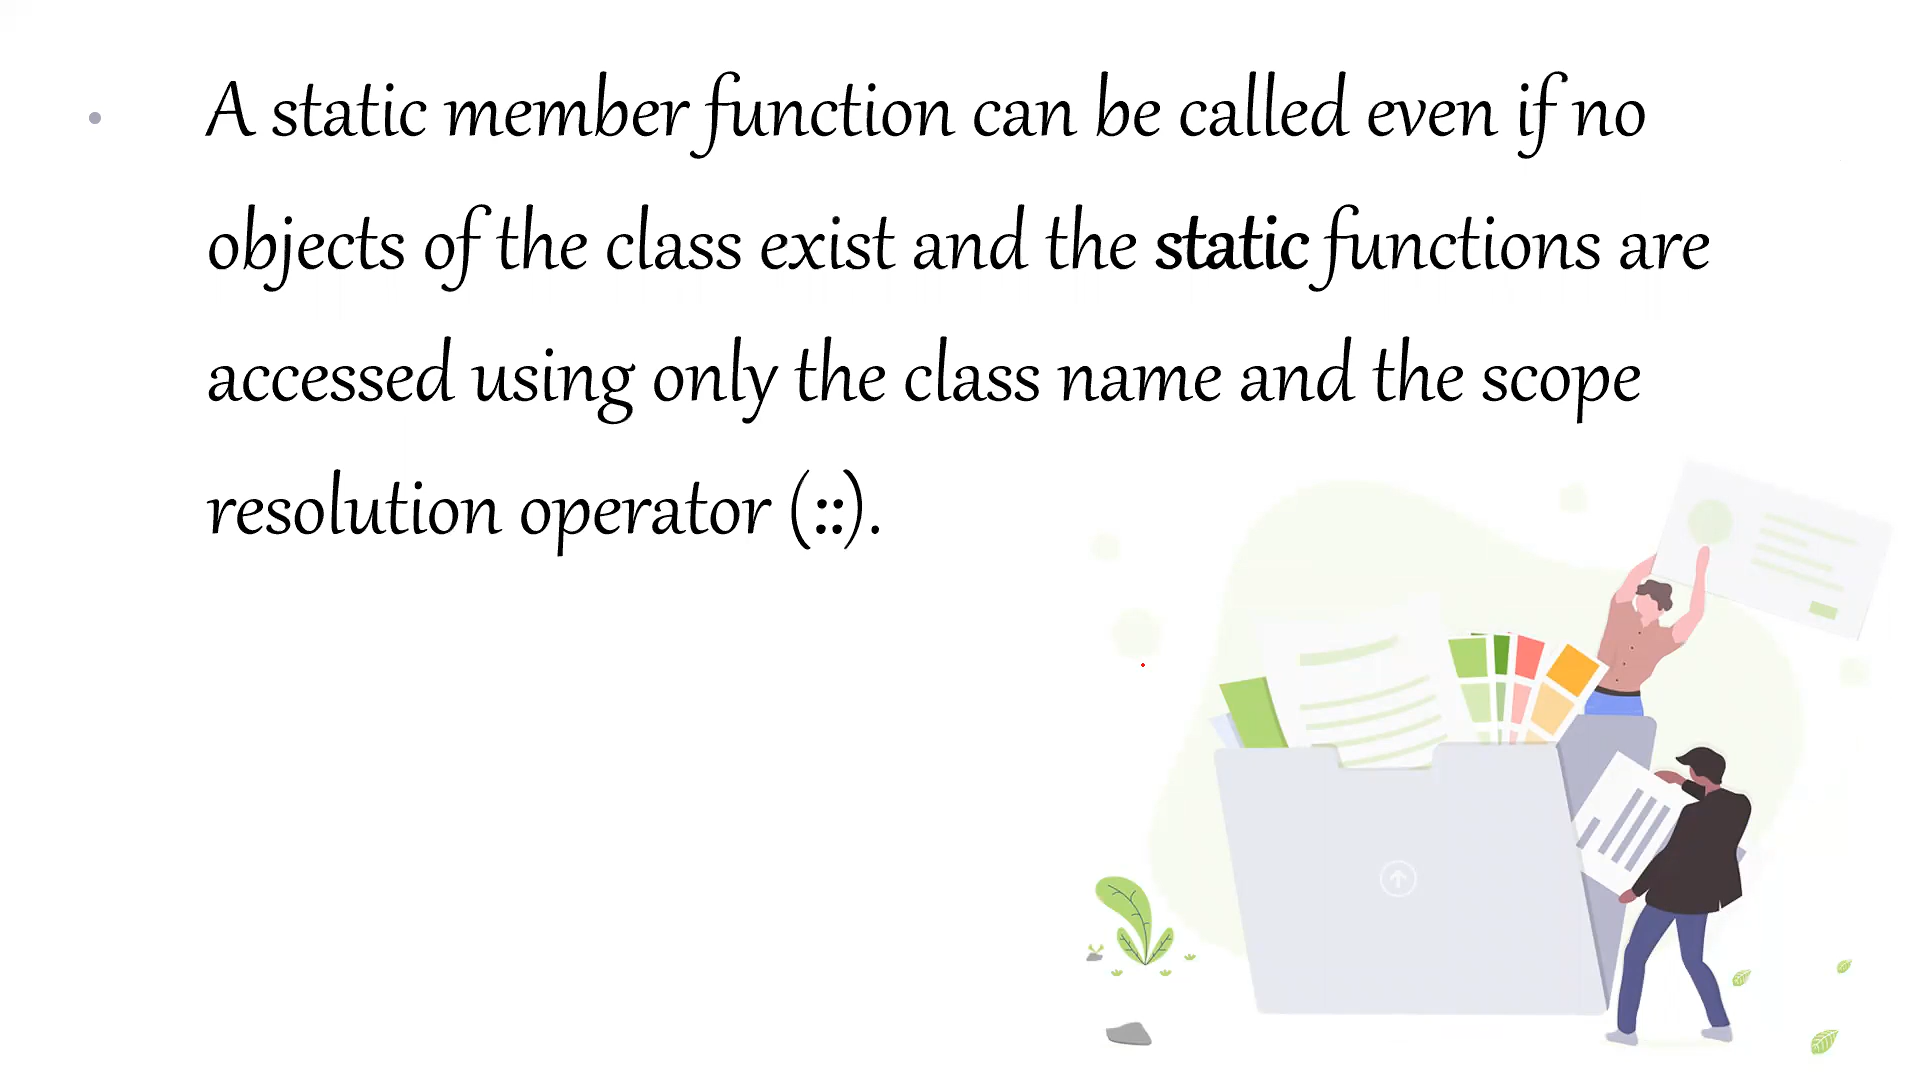 • A static member function can be called even if no
objects of the class exist and the static functions are
accessed using only the class name and the scope
resolution operator (::).